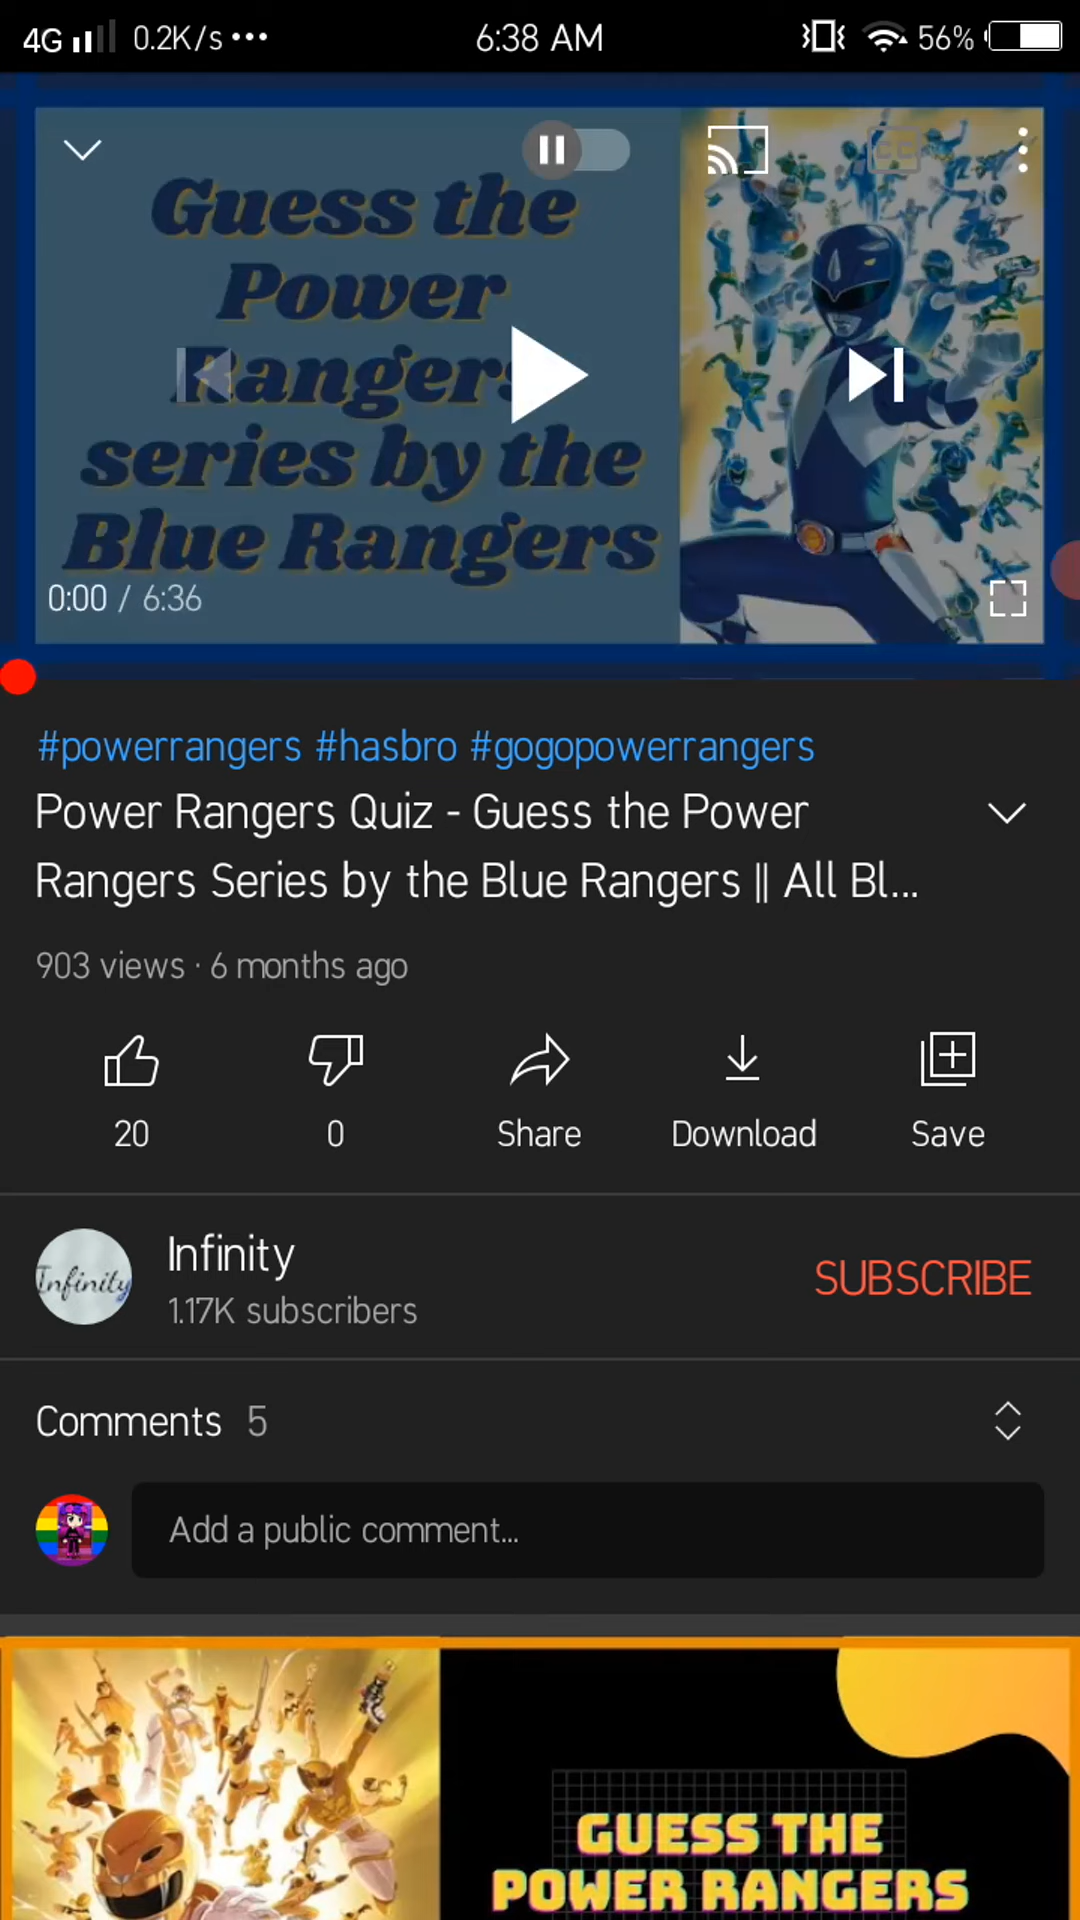 4G 0.2K/s ••• 6:38 AM 56%
CC
Guess the
Power
Rangers
series by the
Blue Rangers
0:00 / 6:36
#powerrangers #hasbro #gogopowerrangers
Power Rangers Quiz - Guess the Power
Rangers Series by the Blue Rangers || All Bl...
903 views · 6 months ago
20 0 Share Download Save
Infinity
Infinity
1.17K subscribers
SUBSCRIBE
Comments 5
Add a public comment...
GUESS THE
POWER RANGERS